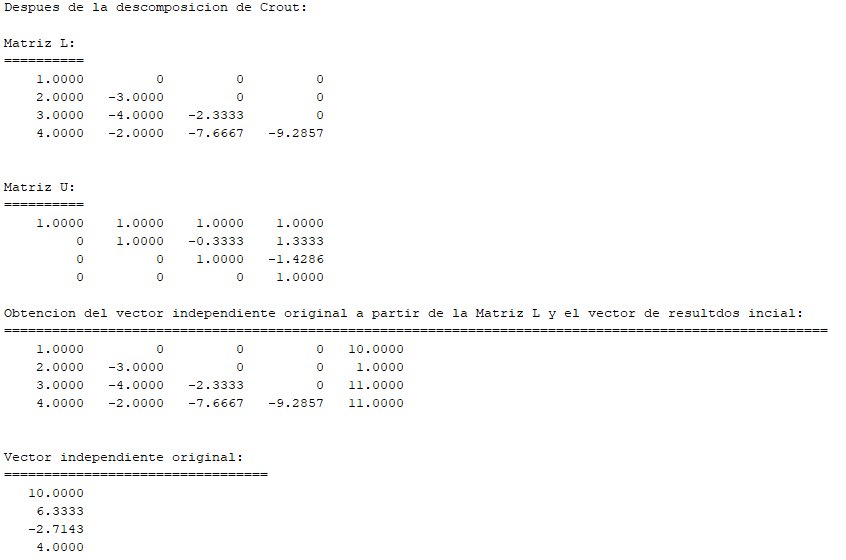 Despues de la descomposicion de Crout:
Matriz L:
==========
1.0000 0 0 0
2.0000 -3.0000 0 0
3.0000 -4.0000 -2.3333 0
4.0000 -2.0000 -7.6667 -9.2857
Matriz U:
==========
1.0000 1.0000 1.0000 1.0000
0 1.0000 -0.3333 1.3333
0 0 1.0000 -1.4286
0 0 0 1.0000
Obtencion del vector independiente original a partir de la Matriz L y el vector de resultdos incial:
=======================================================================================================
1.0000 0 0 0 10.0000
2.0000 -3.0000 0 0 1.0000
3.0000 -4.0000 -2.3333 0 11.0000
4.0000 -2.0000 -7.6667 -9.2857 11.0000
Vector independiente original:
=================================
10.0000
6.3333
-2.7143
4.0000